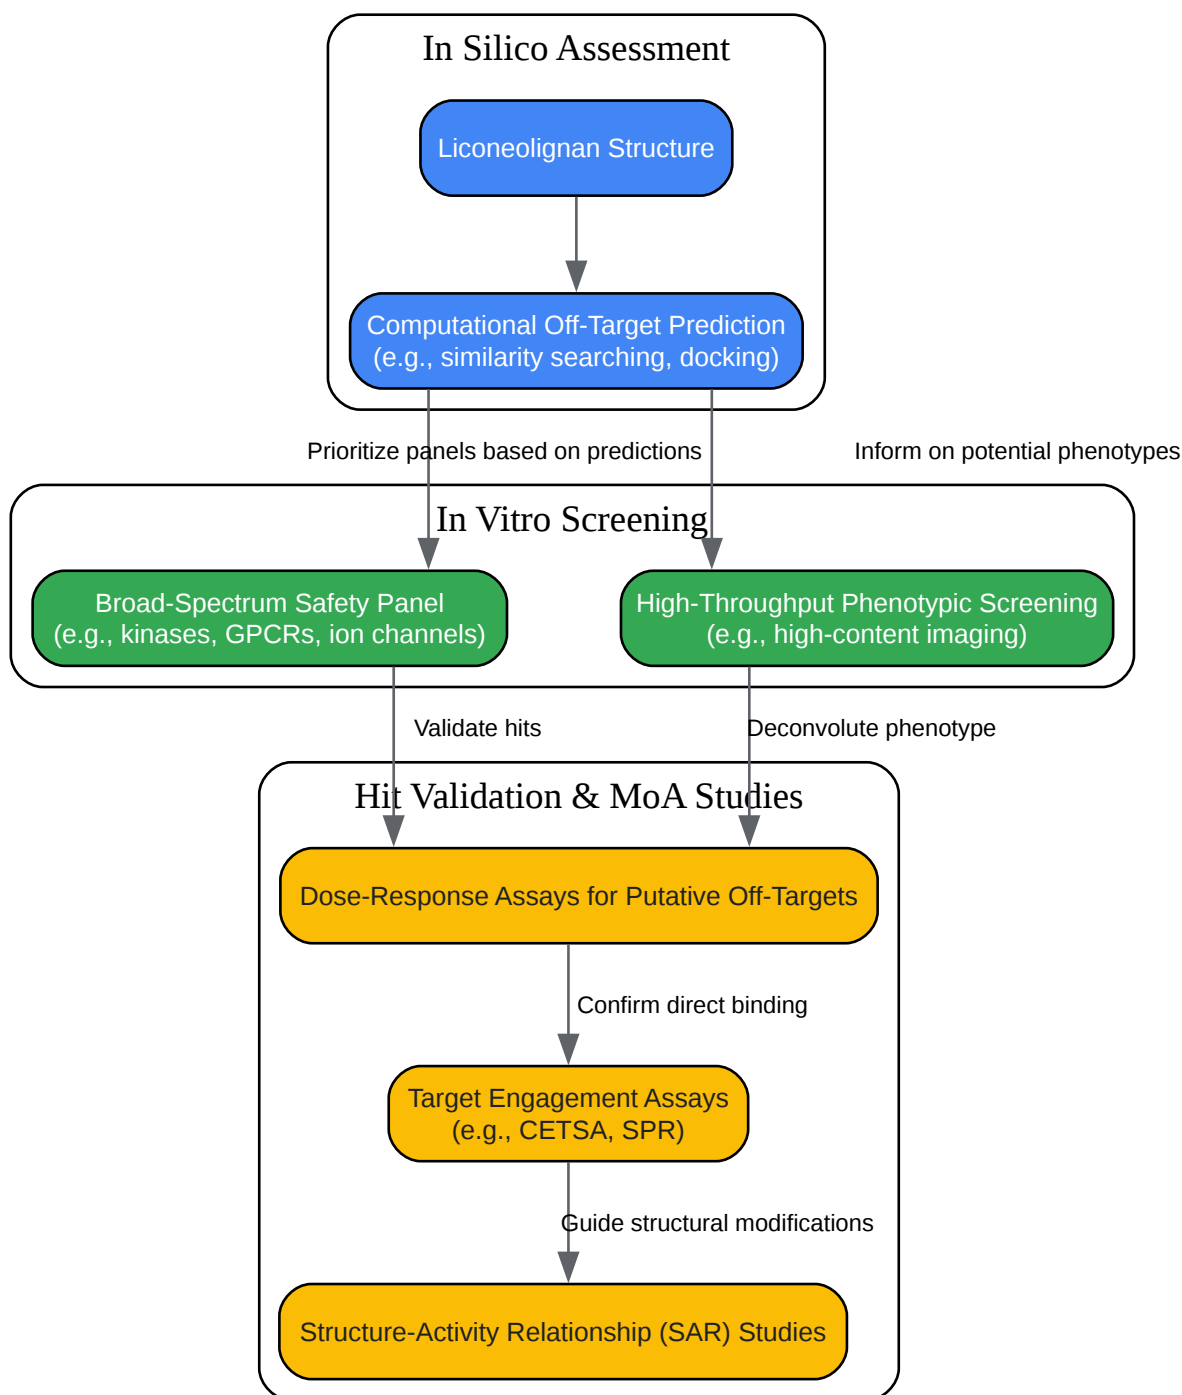 In Silico Assessment
Liconeolignan Structure
Computational Off-Target Prediction
(e.g., similarity searching, docking)
Prioritize panels based on predictions
Inform on potential phenotypes
In Vitro Screening
Broad-Spectrum Safety Panel
(e.g., kinases, GPCRs, ion channels)
High-Throughput Phenotypic Screening
(e.g., high-content imaging)
Validate hits
Deconvolute phenotype
Hit Validation & MoA Studies
Dose-Response Assays for Putative Off-Targets
Confirm direct binding
Target Engagement Assays
(e.g., CETSA, SPR)
Guide structural modifications
Structure-Activity Relationship (SAR) Studies